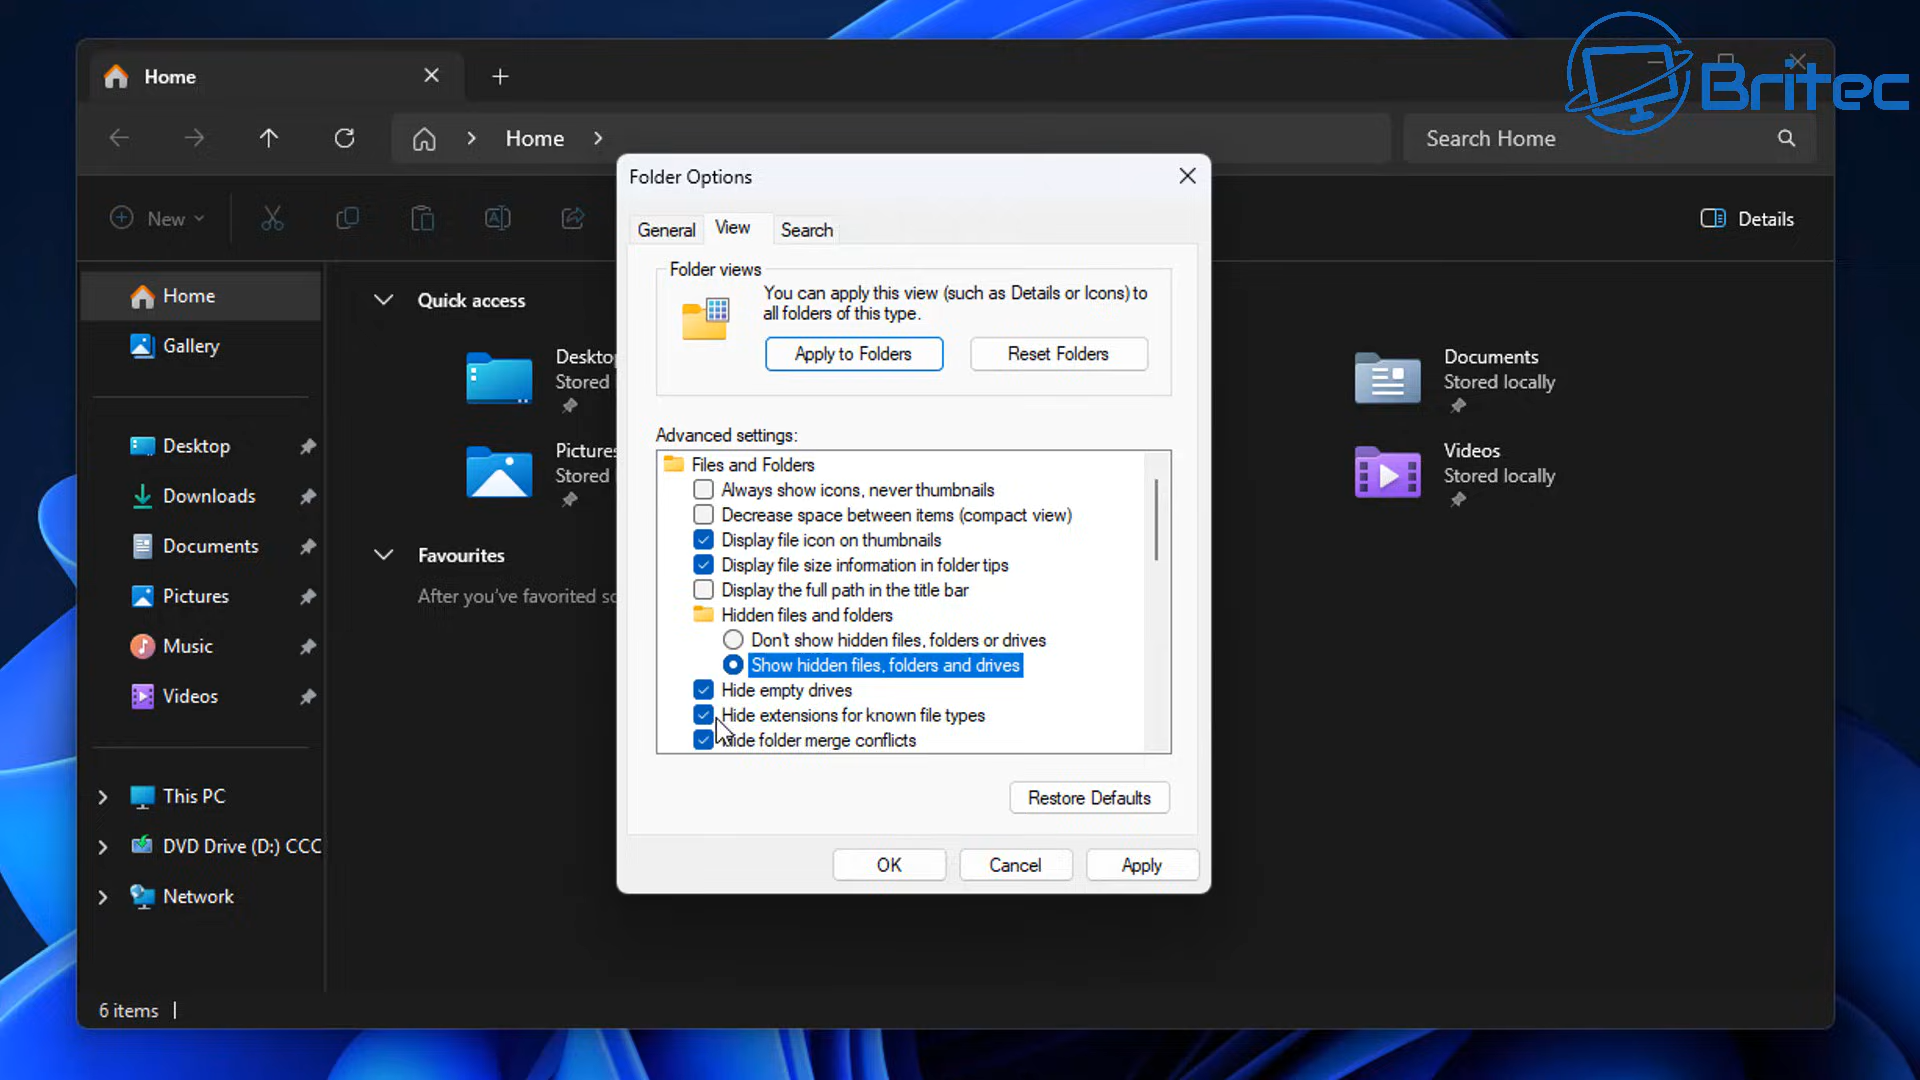 Home
Britec
Home
Search Home
New
Details
Folder Options
General
View
Search
Folder views
You can apply this view (such as Details or Icons) to
all folders of this type.
Apply to Folders
Reset Folders
Advanced settings:
Files and Folders
Always show icons, never thumbnails
Decrease space between items (compact view)
Display file icon on thumbnails
Display file size information in folder tips
Display the full path in the title bar
Hidden files and folders
Don't show hidden files, folders or drives
Show hidden files, folders and drives
Hide empty drives
Hide extensions for known file types
Hide folder merge conflicts
Restore Defaults
OK
Cancel
Apply
Home
Gallery
Desktop
Downloads
Documents
Pictures
Music
Videos
This PC
DVD Drive (D:) CCC
Network
Quick access
Deskto
Stored
Documents
Stored locally
Pictures
Stored
Videos
Stored locally
Favourites
After you've favorited so
6 items